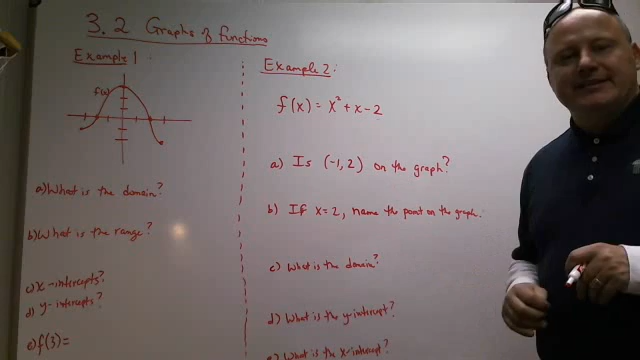 3.2 Graphs of Functions
Example 1:
f(x)
a) What is the domain?
b) What is the range?
c) x-intercepts?
d) y-intercepts?
e) f(3)=
Example 2:
f(x) = x² + x - 2
a) Is (-1, 2) on the graph?
b) If x = 2, name the point on the graph.
c) What is the domain?
d) What is the y-intercept?
e) What is the x-intercept?